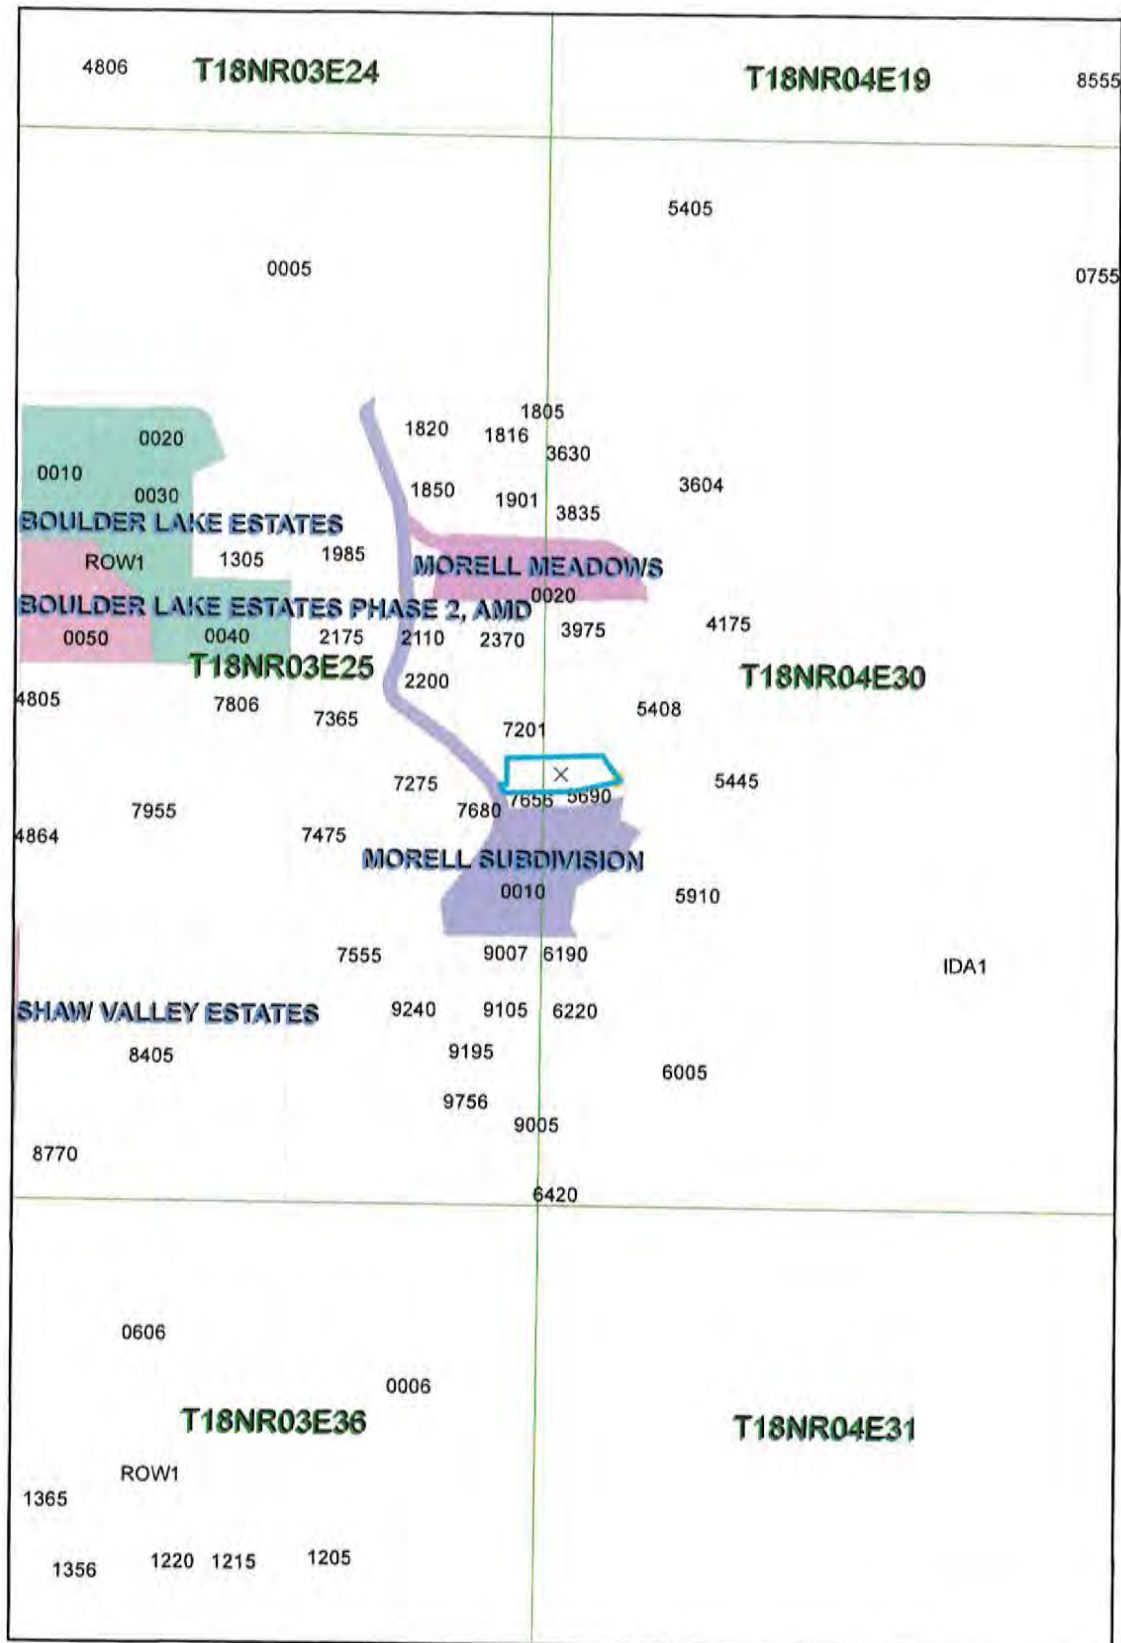 4806 T18NR03E24 T18NR04E19 8555
5405
0005 0755
1805
1820 1816
0020 3630
0010 1850 3604
0030 1901 3835
BOULDER LAKE ESTATES
ROW1 1305 1985 MORELL MEADOWS
0020
BOULDER LAKE ESTATES PHASE 2, AMD
0050 0040 2175 2110 2370 3975 4175
T18NR03E25 2200 T18NR04E30
4805 7806 7365 5408
7201
7275 5445
7955 7680 7656 5690
4864 7475
MORELL SUBDIVISION
0010 5910
7555 9007 6190
IDA1
SHAW VALLEY ESTATES 9240 9105 6220
8405 9195
6005
9756
9005
8770
6420
0606
0006
T18NR03E36 T18NR04E31
ROW1
1365
1356 1220 1215 1205